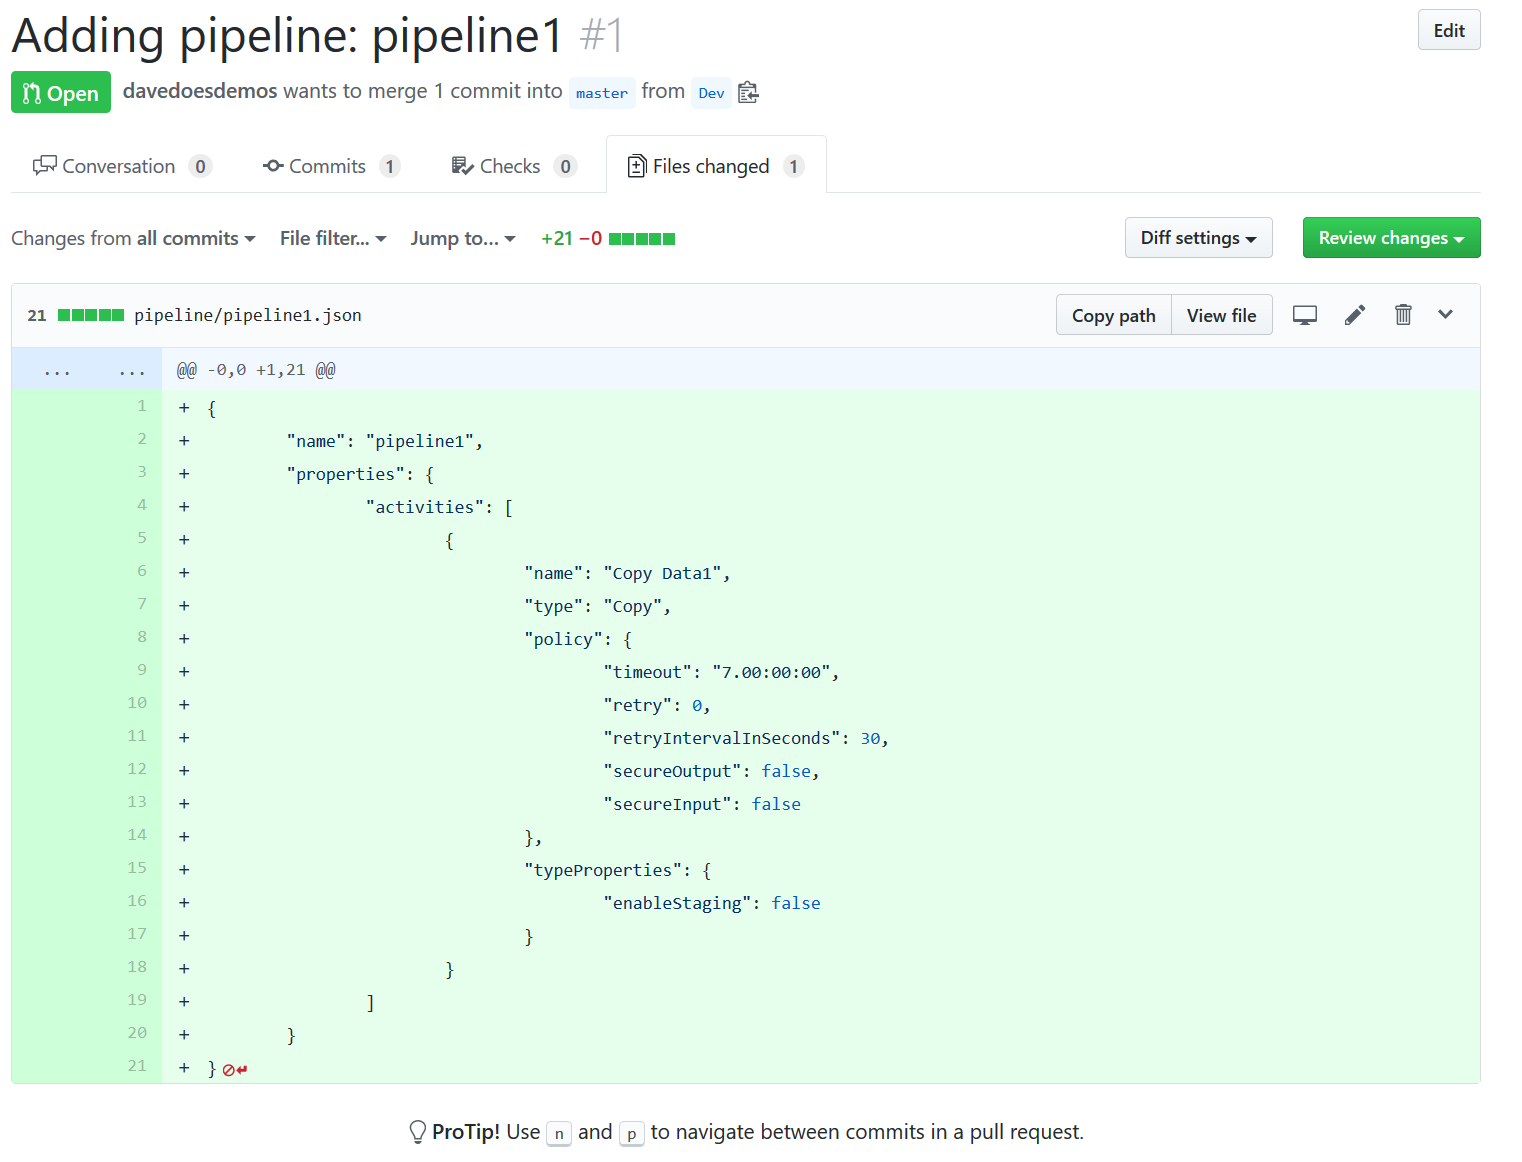 Adding pipeline: pipeline1 #1
Edit
Open davedoesdemos wants to merge 1 commit into master from Dev
Conversation 0 Commits 1 Checks 0 Files changed 1
Changes from all commits File filter... Jump to... +21 −0 Diff settings Review changes
21 pipeline/pipeline1.json Copy path View file
... ... @@ -0,0 +1,21 @@
1 + {
2 + "name": "pipeline1",
3 + "properties": {
4 + "activities": [
5 + {
6 + "name": "Copy Data1",
7 + "type": "Copy",
8 + "policy": {
9 + "timeout": "7.00:00:00",
10 + "retry": 0,
11 + "retryIntervalInSeconds": 30,
12 + "secureOutput": false,
13 + "secureInput": false
14 + },
15 + "typeProperties": {
16 + "enableStaging": false
17 + }
18 + }
19 + ]
20 + }
21 + }
ProTip! Use n and p to navigate between commits in a pull request.